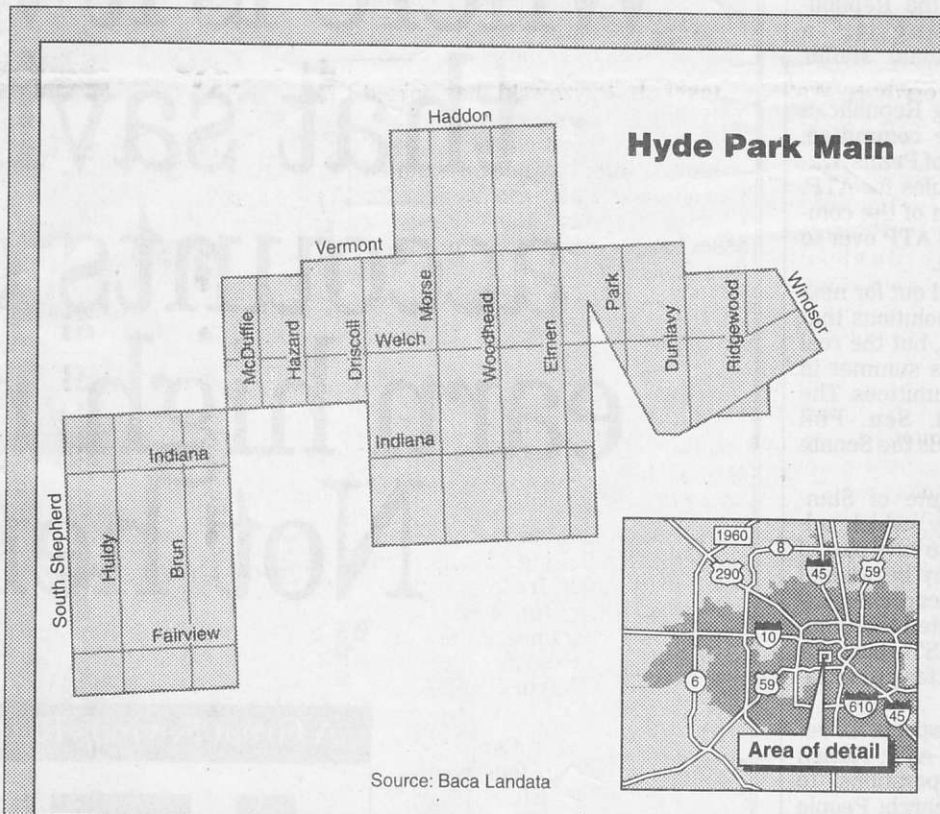 Hyde Park Main
Haddon
Vermont
Morse
Woodhead
Elmen
Park
Dunlavy
Ridgewood
Windsor
McDuffie
Hazard
Driscoll
Welch
Indiana
Indiana
South Shepherd
Huldy
Brun
Fairview
1960
8
290
45
59
10
6
59
610
45
Area of detail
Source: Baca Landata